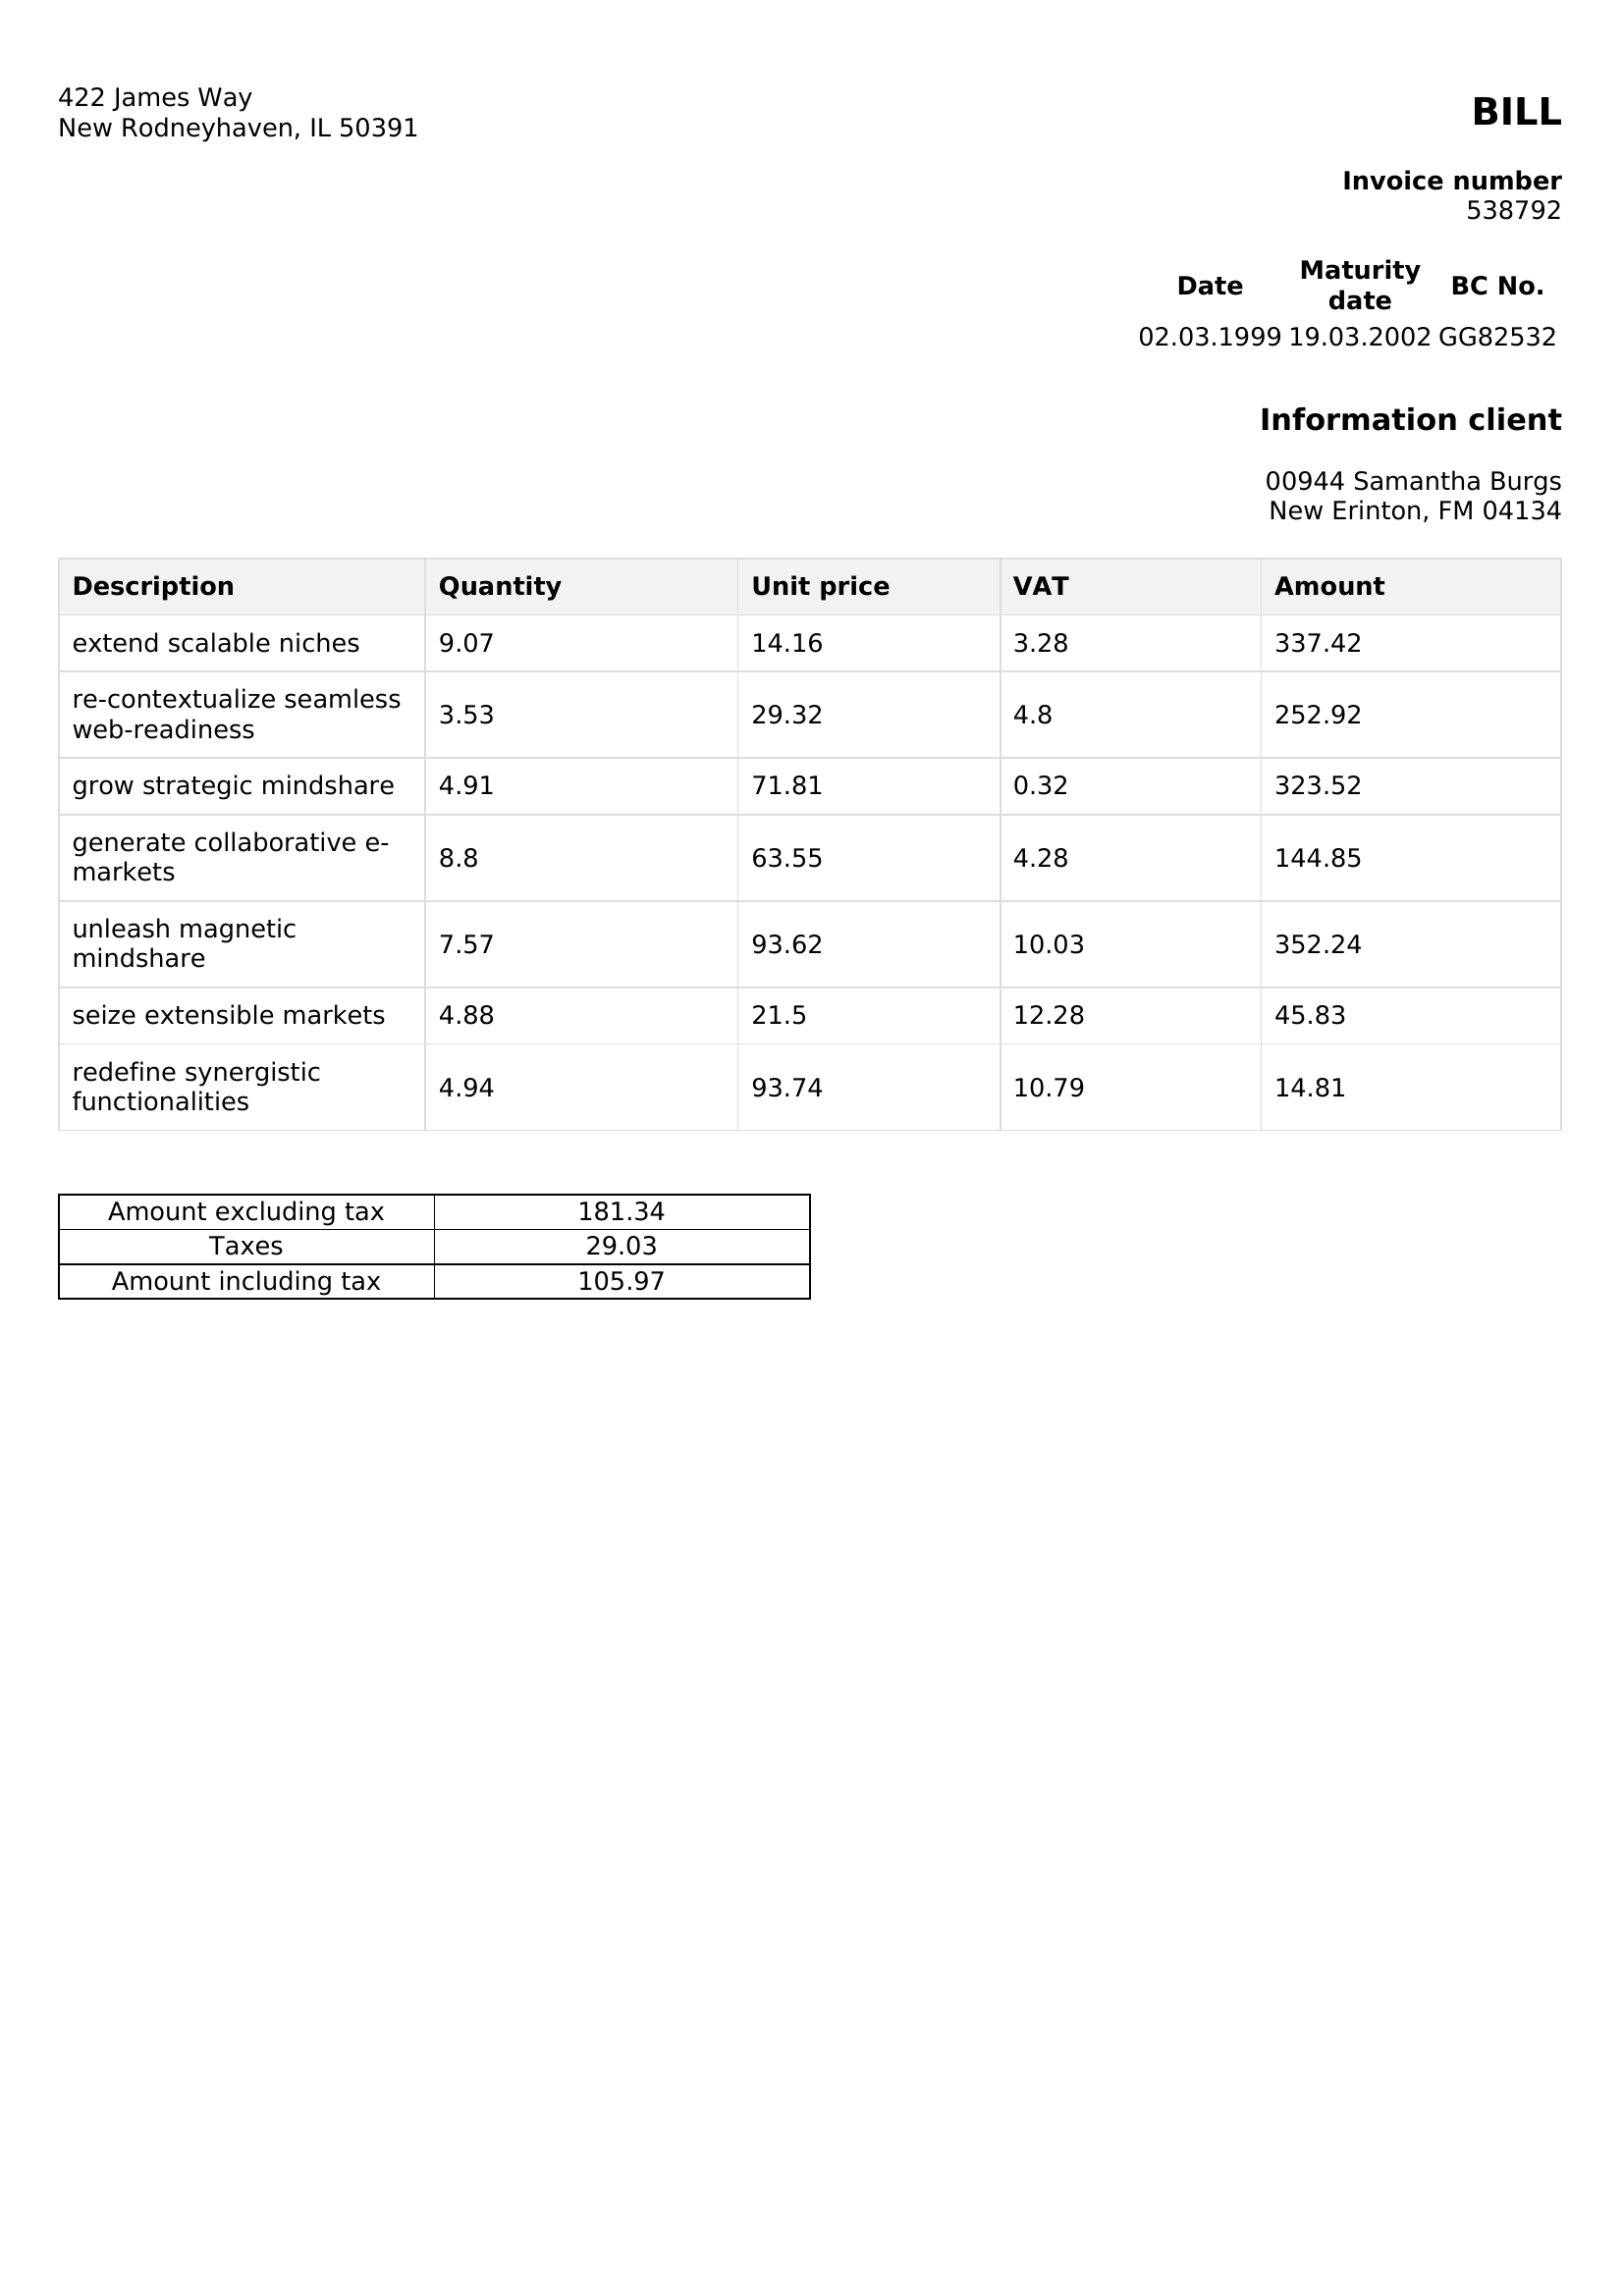 422 James Way
New Rodneyhaven, IL 50391
BILL
Invoice number
538792
Date Maturity date BC No.
02.03.1999 19.03.2002 GG82532
Information client
00944 Samantha Burgs
New Erinton, FM 04134
Description Quantity Unit price VAT Amount
extend scalable niches 9.07 14.16 3.28 337.42
re-contextualize seamless
web-readiness 3.53 29.32 4.8 252.92
grow strategic mindshare 4.91 71.81 0.32 323.52
generate collaborative e-
markets 8.8 63.55 4.28 144.85
unleash magnetic
mindshare 7.57 93.62 10.03 352.24
seize extensible markets 4.88 21.5 12.28 45.83
redefine synergistic
functionalities 4.94 93.74 10.79 14.81
Amount excluding tax 181.34
Taxes 29.03
Amount including tax 105.97